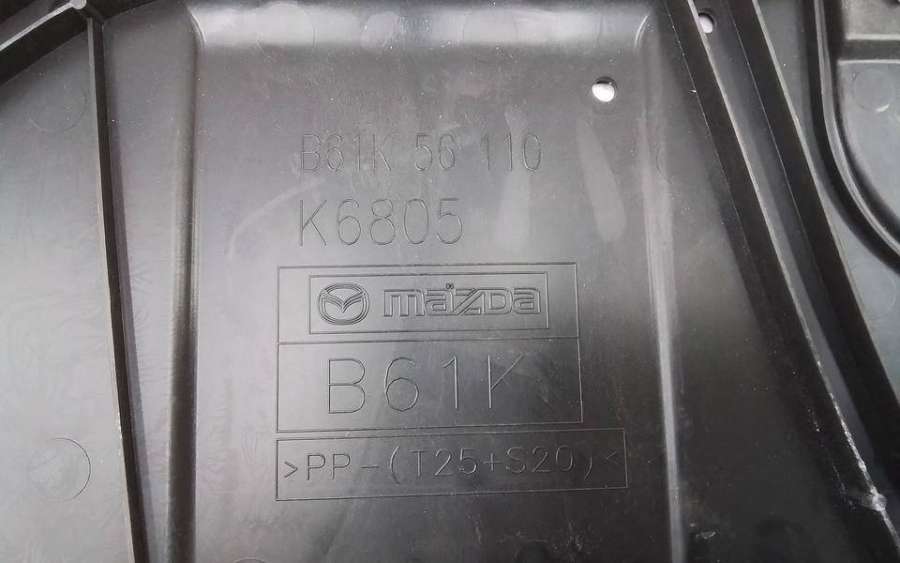 B61K 56 110
K6805
mazda
B61K
>PP-(T25+S20)<